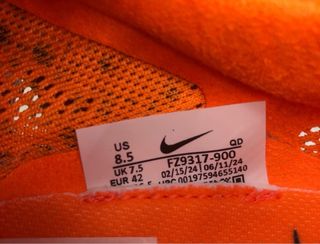 US
8.5 QD
UK 7.5 FZ9317-900
EUR 42 02/15/24 06/11/24
UPC 00197594655140